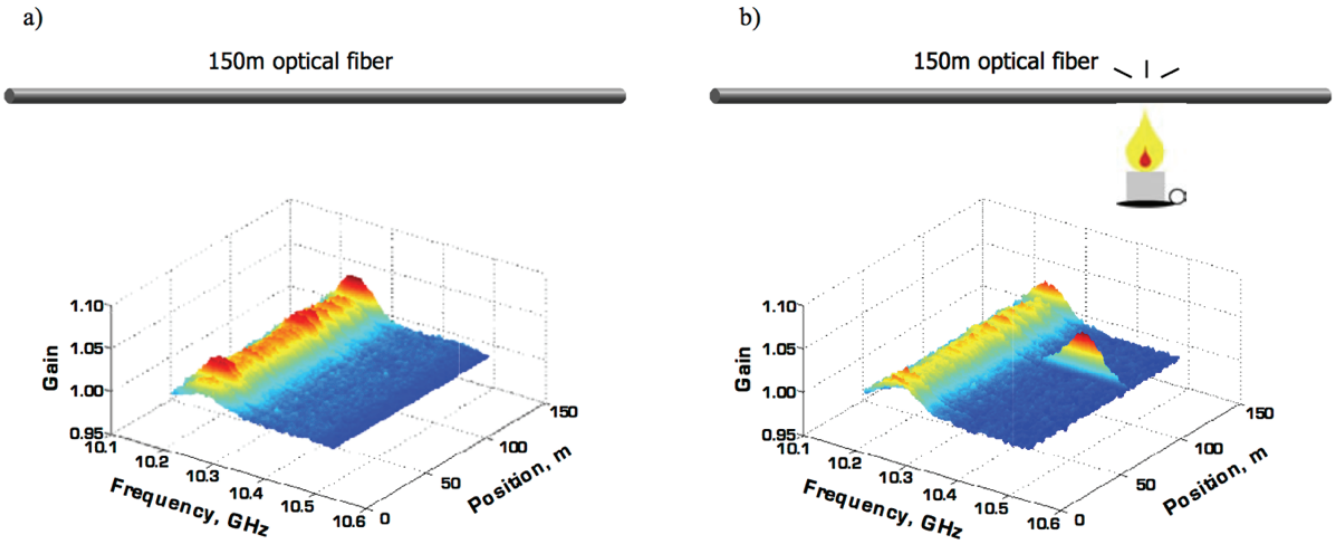 a)
150m optical fiber
1.10
1.05
1.00
0.95
Gain
10.1
10.2
10.3
10.4
10.5
10.6
Frequency, GHz
0
50
100
150
Position, m
b)
150m optical fiber
1.10
1.05
1.00
0.95
Gain
10.1
10.2
10.3
10.4
10.5
10.6
Frequency, GHz
0
50
100
150
Position, m